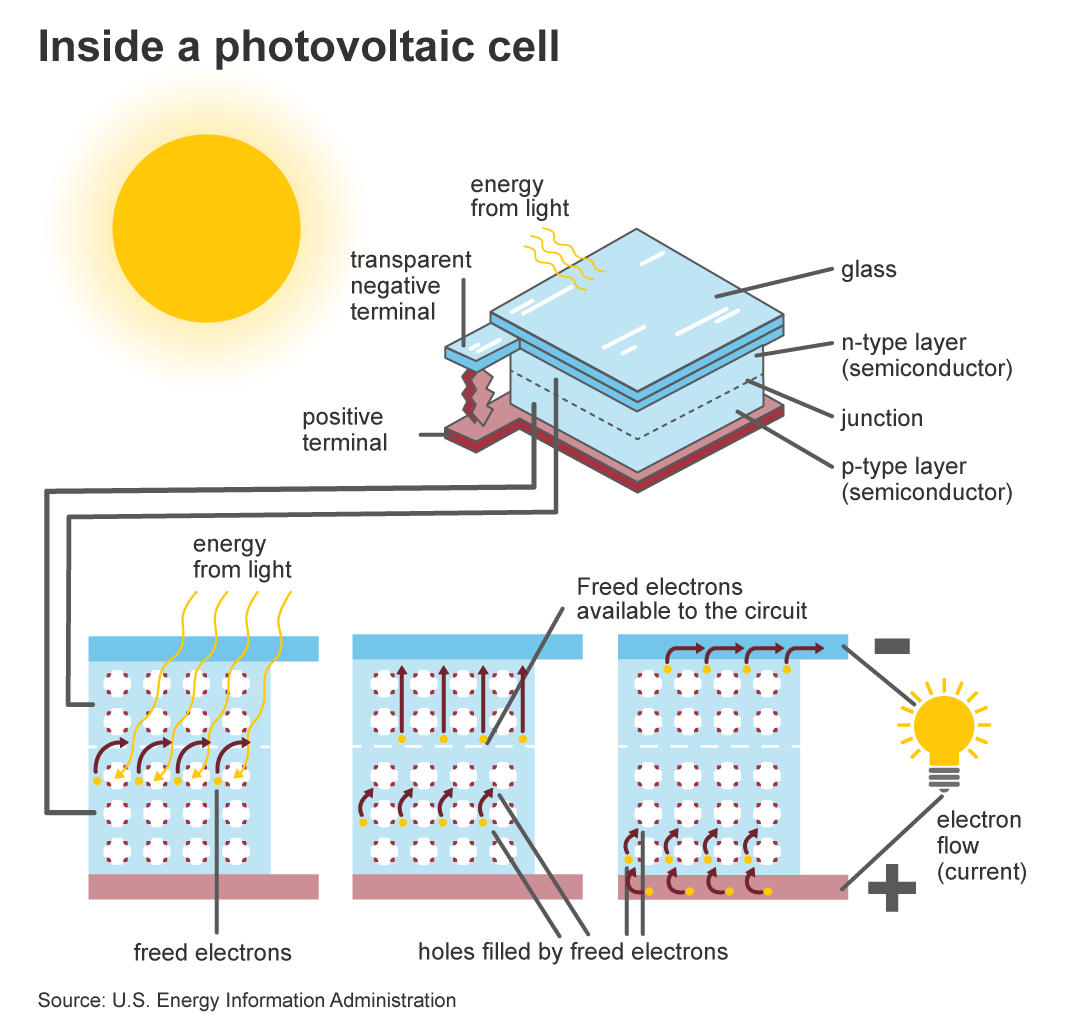 Inside a photovoltaic cell
energy
from light
transparent
negative
terminal
glass
n-type layer
(semiconductor)
junction
positive
terminal
p-type layer
(semiconductor)
energy
from light
Freed electrons
available to the circuit
electron
flow
(current)
freed electrons
holes filled by freed electrons
Source: U.S. Energy Information Administration